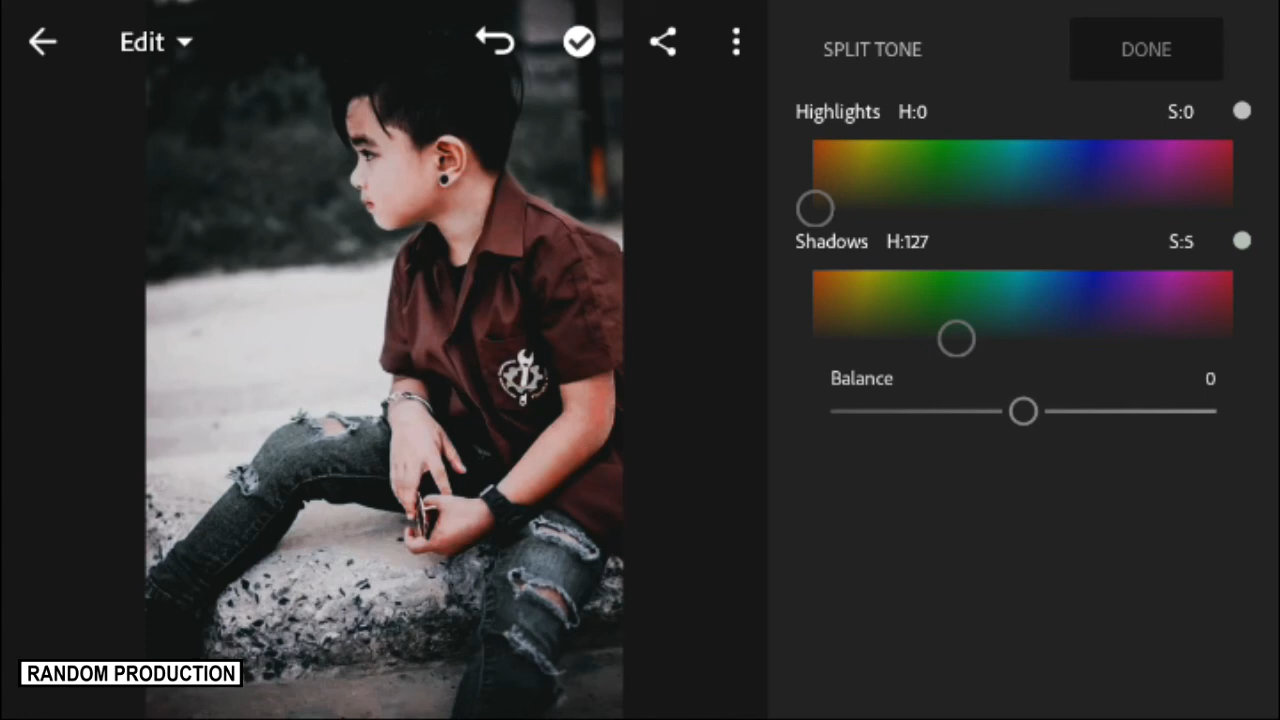 Edit
SPLIT TONE
DONE
Highlights H:0 S:0
Shadows H:127 S:5
Balance 0
RANDOM PRODUCTION